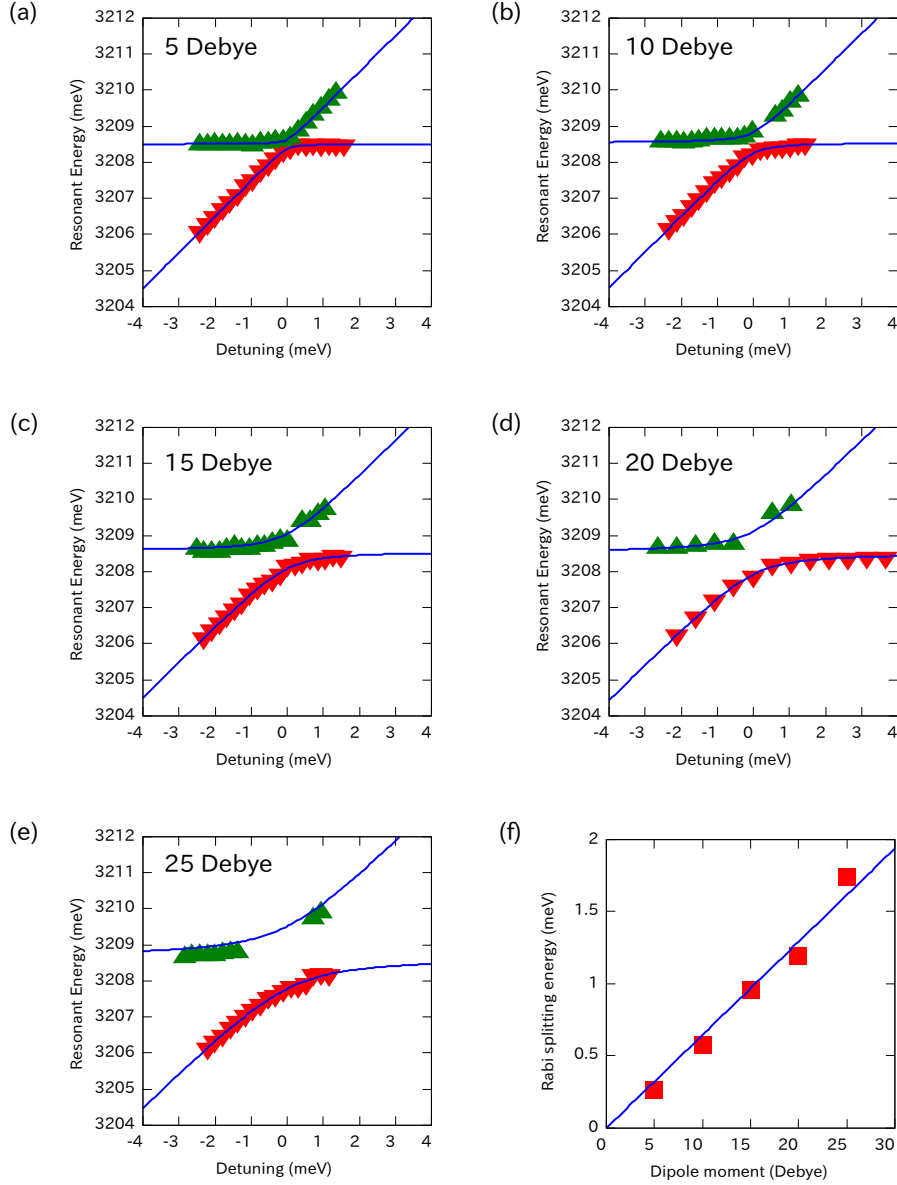 (a)
5 Debye
3212
3211
3210
3209
3208
3207
3206
3205
3204
Resonant Energy (meV)
-4 -3 -2 -1 0 1 2 3 4
Detuning (meV)
(b)
10 Debye
3212
3211
3210
3209
3208
3207
3206
3205
3204
Resonant Energy (meV)
-4 -3 -2 -1 0 1 2 3 4
Detuning (meV)
(c)
15 Debye
3212
3211
3210
3209
3208
3207
3206
3205
3204
Resonant Energy (meV)
-4 -3 -2 -1 0 1 2 3 4
Detuning (meV)
(d)
20 Debye
3212
3211
3210
3209
3208
3207
3206
3205
3204
Resonant Energy (meV)
-4 -3 -2 -1 0 1 2 3 4
Detuning (meV)
(e)
25 Debye
3212
3211
3210
3209
3208
3207
3206
3205
3204
Resonant Energy (meV)
-4 -3 -2 -1 0 1 2 3 4
Detuning (meV)
(f)
2
1.5
1
0.5
0
Rabi splitting energy (meV)
0 5 10 15 20 25 30
Dipole moment (Debye)